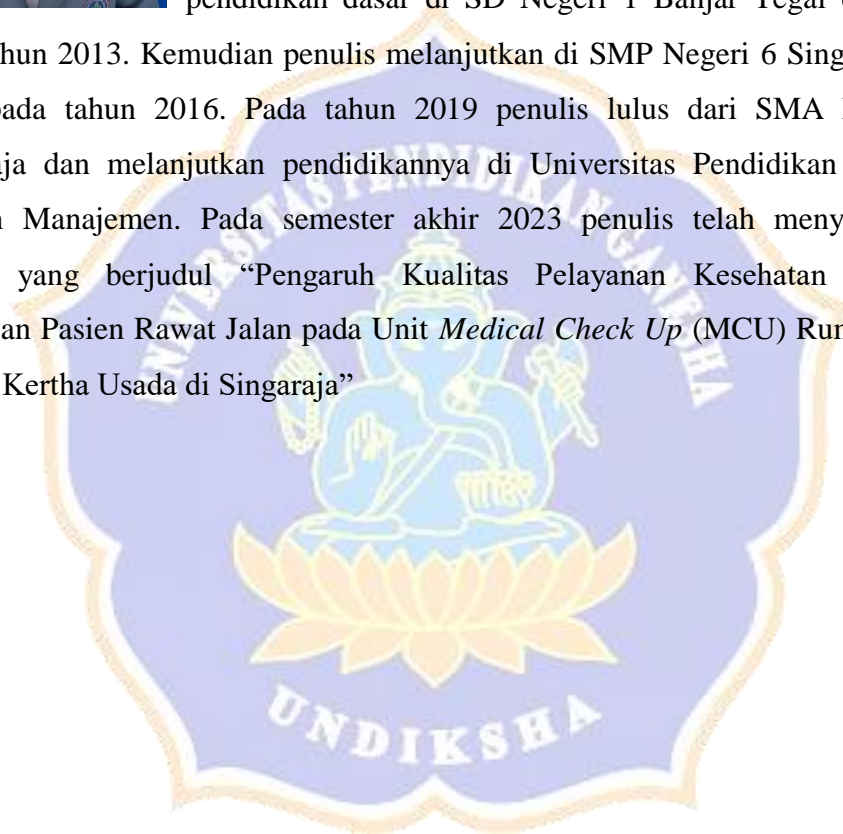 pendidikan dasar di SD Negeri 1 Banjar Tegal
tahun 2013. Kemudian penulis melanjutkan di SMP Negeri 6 Sing
pada tahun 2016. Pada tahun 2019 penulis lulus dari SMA
aja dan melanjutkan pendidikannya di Universitas Pendidikan
n Manajemen. Pada semester akhir 2023 penulis telah meny
yang berjudul “Pengaruh Kualitas Pelayanan Kesehatan
an Pasien Rawat Jalan pada Unit Medical Check Up (MCU) Rum
Kertha Usada di Singaraja”
UNIVERSITAS PENDIDIKAN GANESHA
UNDIKSHA